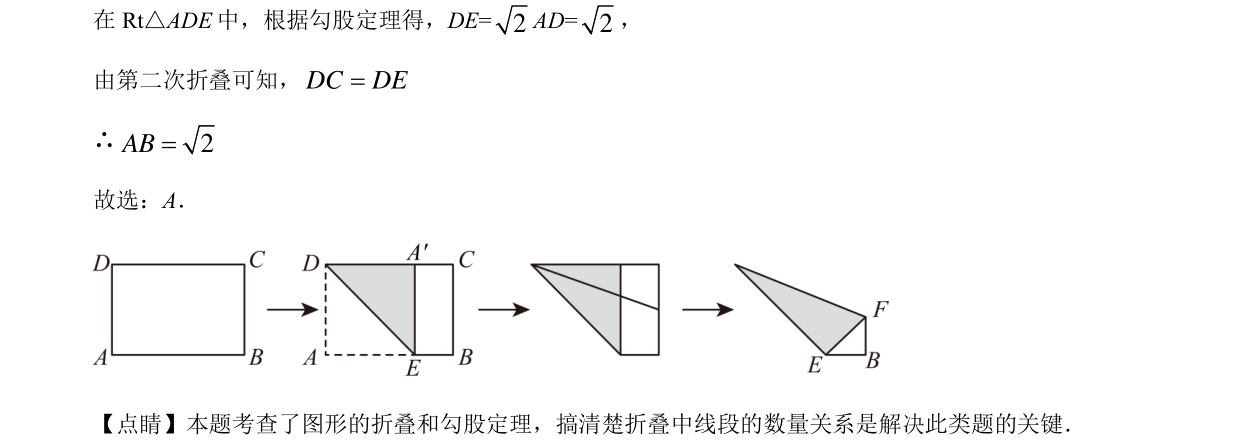 在 Rt△ADE 中，根据勾股定理得，DE=√2 AD=√2，
由第二次折叠可知，DC = DE
∴ AB = √2
故选：A．
D C D A′ C
F
A B A E B E B
【点睛】本题考查了图形的折叠和勾股定理，搞清楚折叠中线段的数量关系是解决此类题的关键．